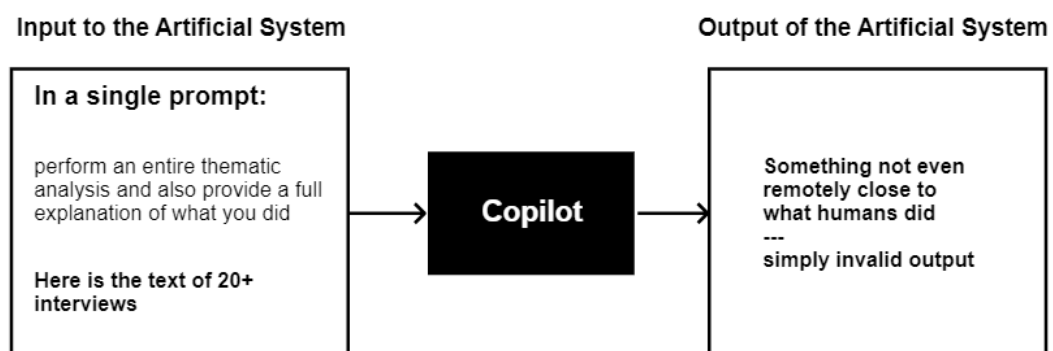 Input to the Artificial System
Output of the Artificial System
In a single prompt:
perform an entire thematic
analysis and also provide a full
explanation of what you did
Here is the text of 20+
interviews
Copilot
Something not even
remotely close to
what humans did
---
simply invalid output